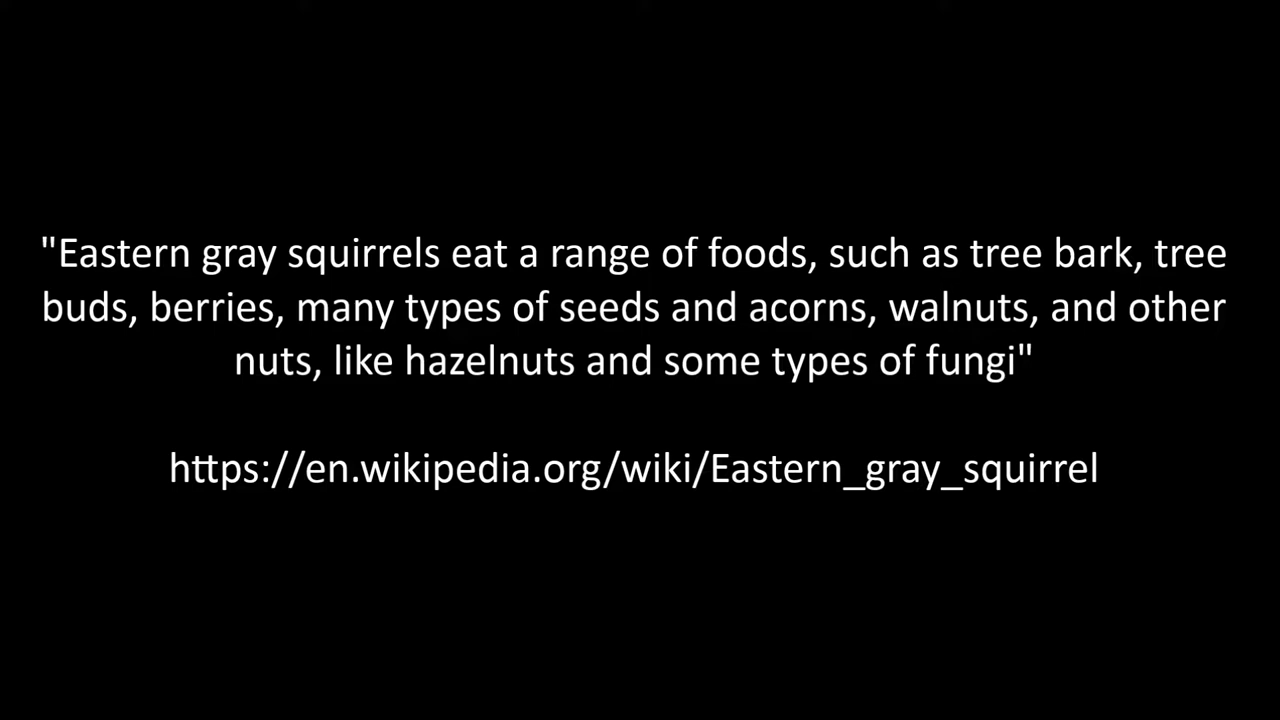 "Eastern gray squirrels eat a range of foods, such as tree bark, tree
buds, berries, many types of seeds and acorns, walnuts, and other
nuts, like hazelnuts and some types of fungi"
https://en.wikipedia.org/wiki/Eastern_gray_squirrel